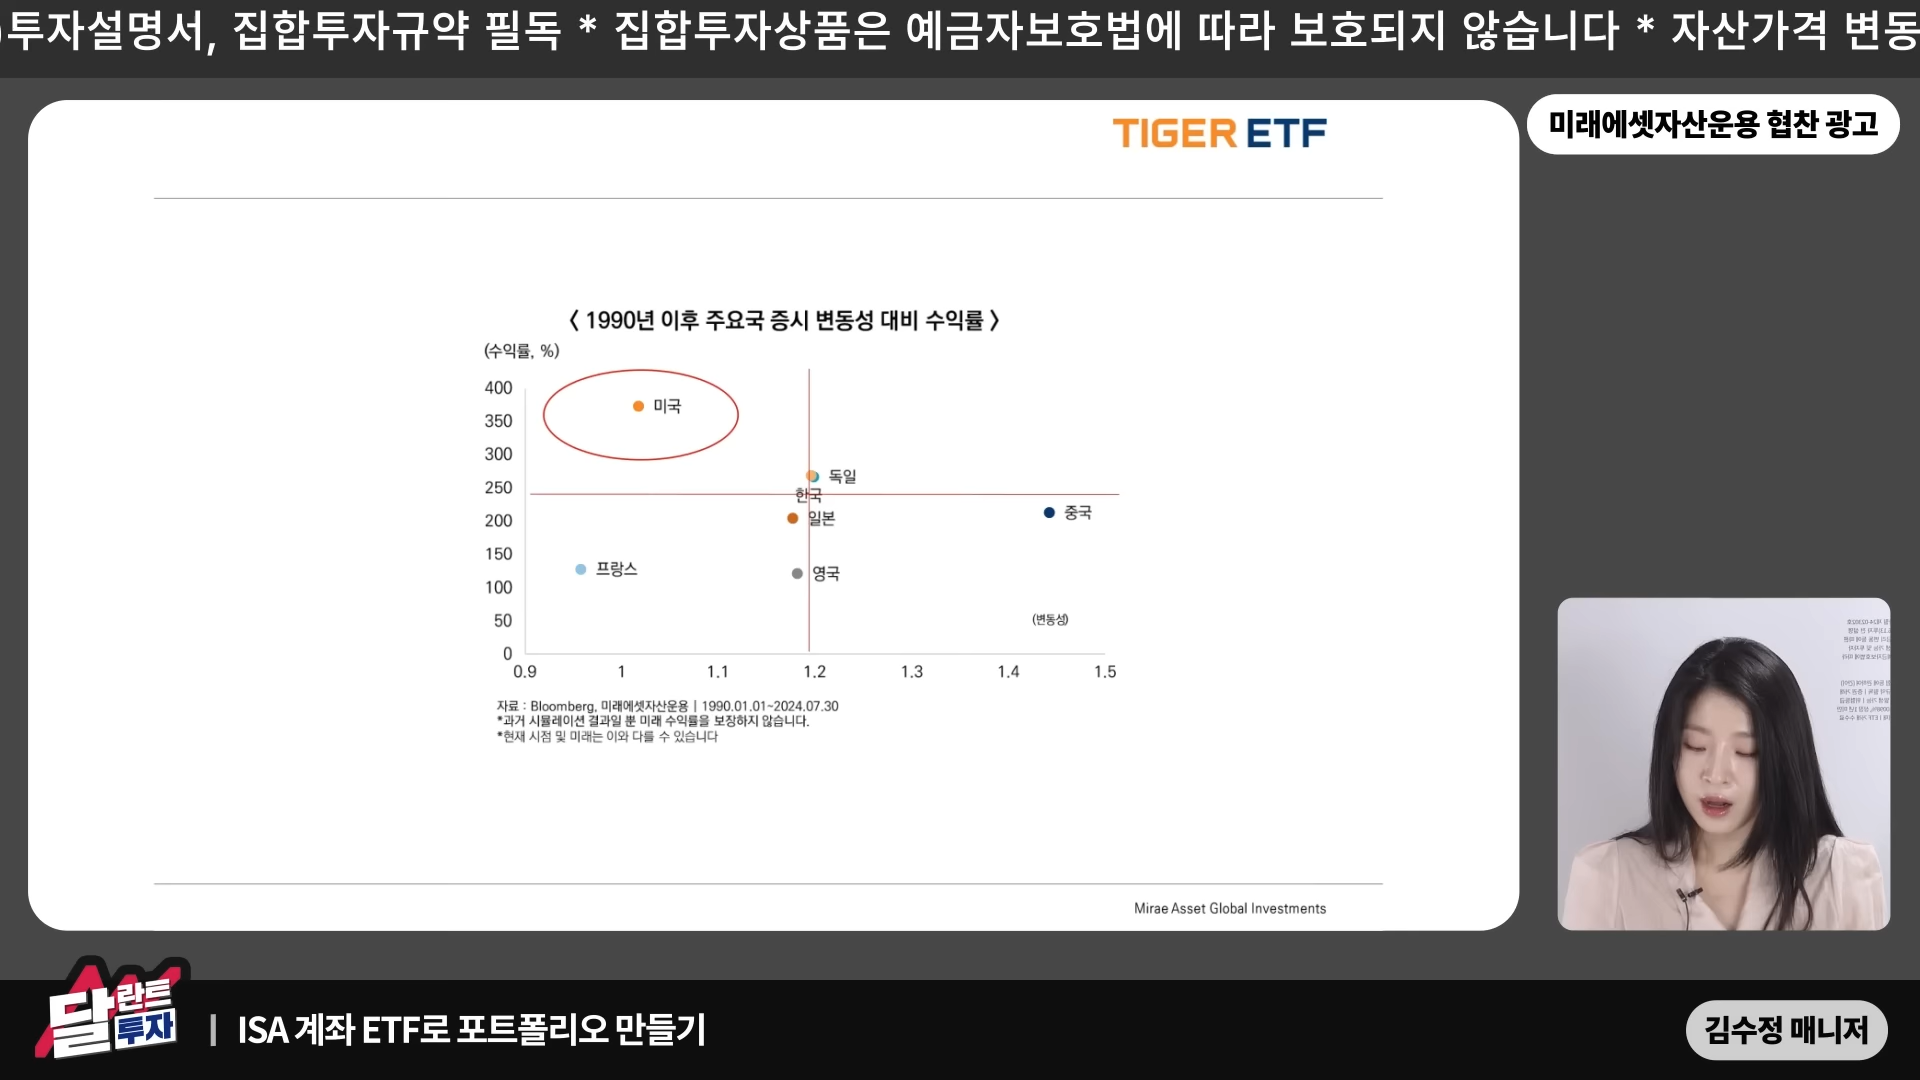 투자설명서, 집합투자규약 필독 * 집합투자상품은 예금자보호법에 따라 보호되지 않습니다 * 자산가격 변동
미래에셋자산운용 협찬 광고
TIGER ETF
〈 1990년 이후 주요국 증시 변동성 대비 수익률 〉
(수익률, %)
400
350
300
250
200
150
100
50
0
미국
독일
한국
일본
중국
프랑스
영국
(변동성)
0.9 1 1.1 1.2 1.3 1.4 1.5
자료 : Bloomberg, 미래에셋자산운용 | 1990.01.01~2024.07.30
*과거 시뮬레이션 결과일 뿐 미래 수익률을 보장하지 않습니다.
*현재 시점 및 미래는 이와 다를 수 있습니다
Mirae Asset Global Investments
달란트투자
| ISA 계좌 ETF로 포트폴리오 만들기
김수정 매니저